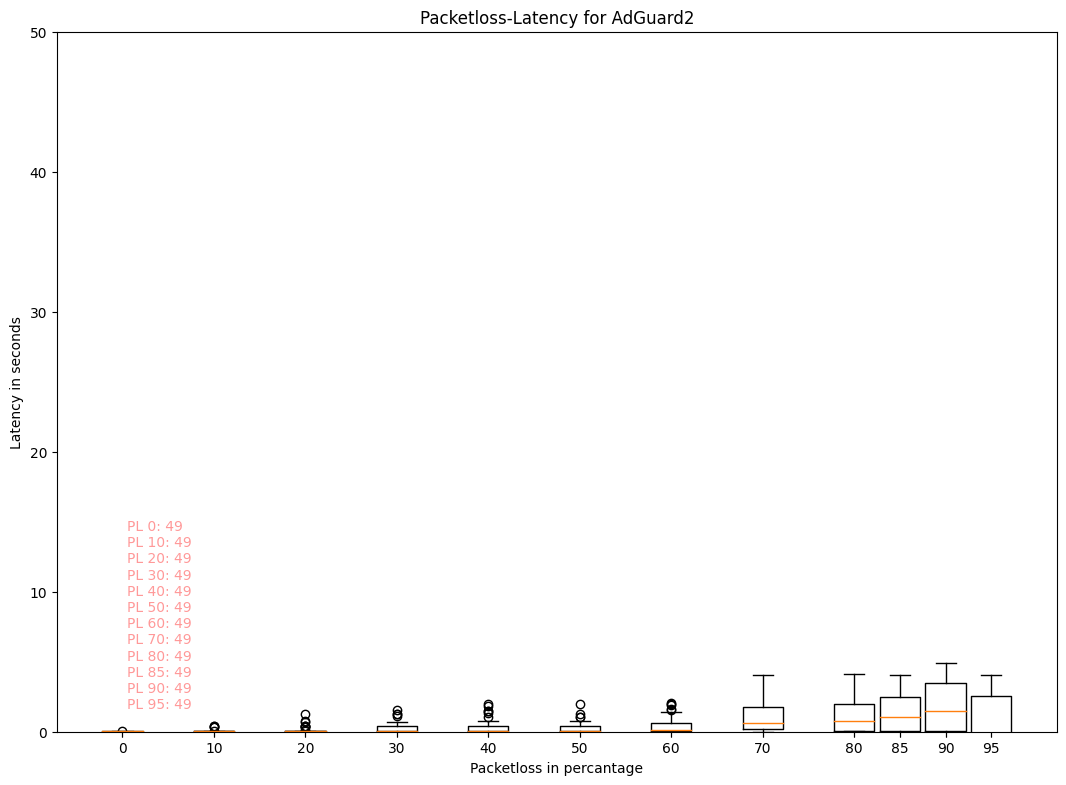 Packetloss-Latency for AdGuard2
50
40
30
20
10
0
Latency in seconds
PL 0: 49
PL 10: 49
PL 20: 49
PL 30: 49
PL 40: 49
PL 50: 49
PL 60: 49
PL 70: 49
PL 80: 49
PL 85: 49
PL 90: 49
PL 95: 49
0 10 20 30 40 50 60 70 80 85 90 95
Packetloss in percantage